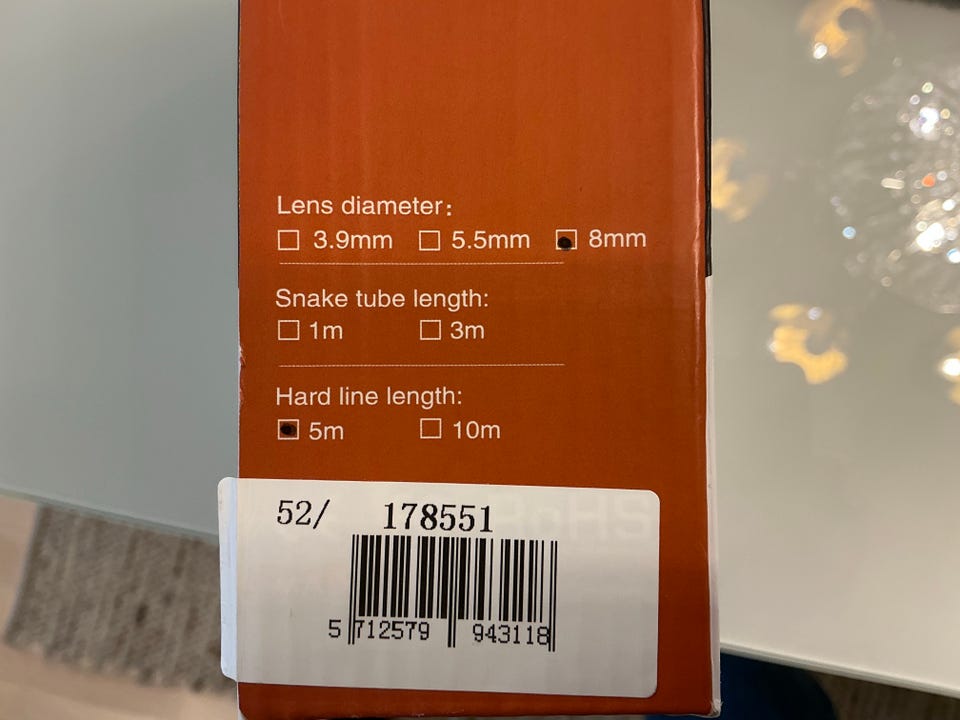 Lens diameter:
☐ 3.9mm ☐ 5.5mm ☒ 8mm
Snake tube length:
☐ 1m ☐ 3m
Hard line length:
☒ 5m ☐ 10m
52/ 178551
RoHS
5 712579 943118